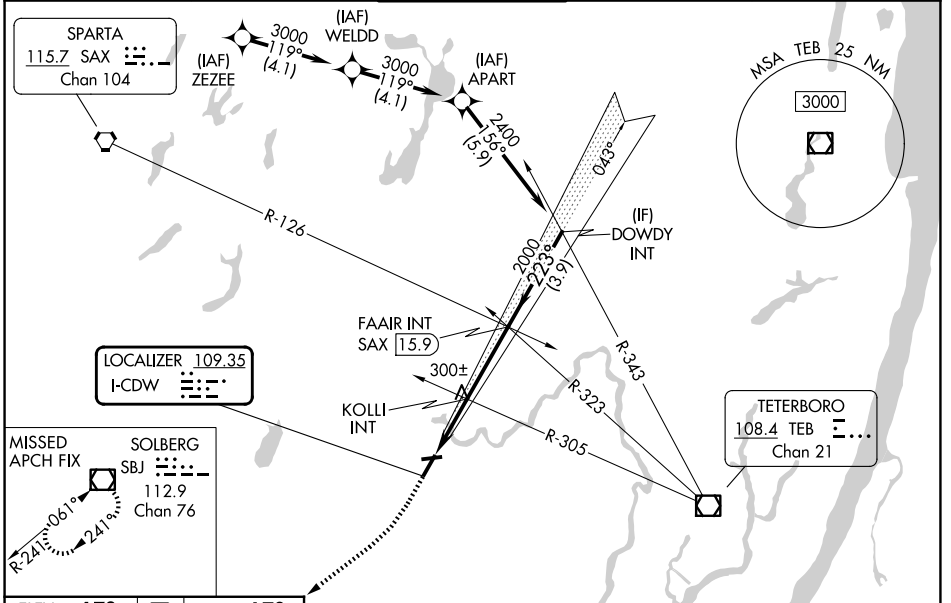 SPARTA
115.7 SAX
Chan 104
(IAF)
ZEZEE
3000
119°
(4.1)
(IAF)
WELDD
3000
119°
(4.1)
(IAF)
APART
2400
156°
(5.9)
MSA TEB 25 NM
3000
043°
(IF)
DOWDY
INT
2000
223°
(3.9)
R-126
FAAIR INT
SAX 15.9
R-343
LOCALIZER 109.35
I-CDW
300±
KOLLI
INT
R-323
R-305
TETERBORO
108.4 TEB
Chan 21
MISSED
APCH FIX
SOLBERG
SBJ
112.9
Chan 76
061°
241°
R-241